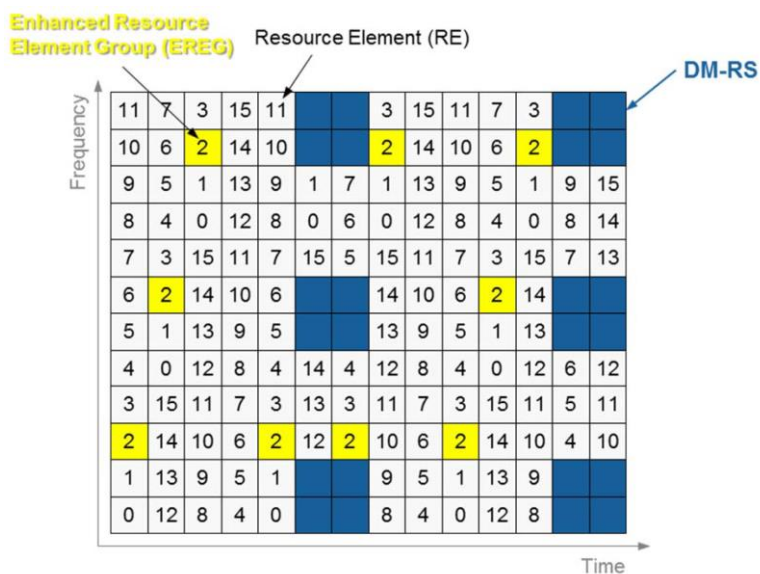 Enhanced Resource
Element Group (EREG)
Resource Element (RE)
DM-RS
Frequency
11 7 3 15 11 3 15 11 7 3
10 6 2 14 10 2 14 10 6 2
9 5 1 13 9 1 7 1 13 9 5 1 9 15
8 4 0 12 8 0 6 0 12 8 4 0 8 14
7 3 15 11 7 15 5 15 11 7 3 15 7 13
6 2 14 10 6 14 10 6 2 14
5 1 13 9 5 13 9 5 1 13
4 0 12 8 4 14 4 12 8 4 0 12 6 12
3 15 11 7 3 13 3 11 7 3 15 11 5 11
2 14 10 6 2 12 2 10 6 2 14 10 4 10
1 13 9 5 1 9 5 1 13 9
0 12 8 4 0 8 4 0 12 8
Time